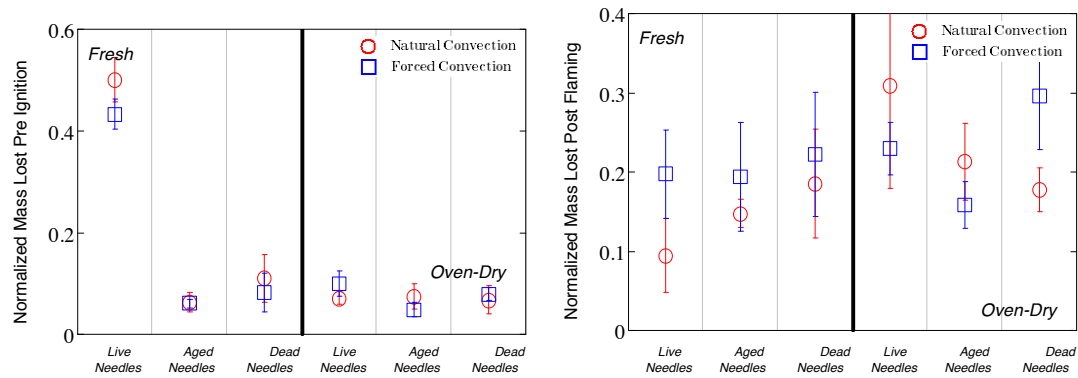 Normalized Mass Lost Pre Ignition
0.6
0.4
0.2
0
Fresh
Natural Convection
Forced Convection
Oven-Dry
Live Aged Dead Live Aged Dead
Needles Needles Needles Needles Needles Needles
Normalized Mass Lost Post Flaming
0.4
0.3
0.2
0.1
0
Fresh
Natural Convection
Forced Convection
Oven-Dry
Live Aged Dead Live Aged Dead
Needles Needles Needles Needles Needles Needles